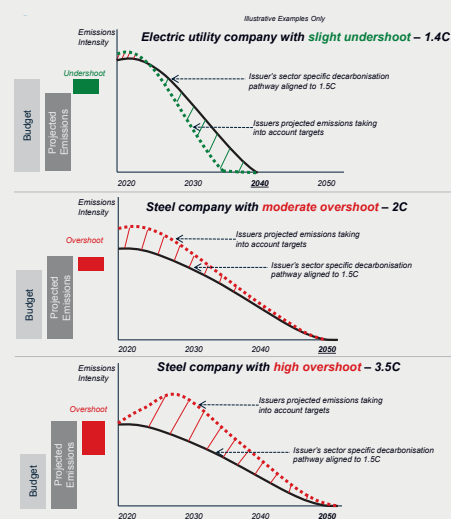 Illustrative Examples Only
Emissions
Intensity
Electric utility company with slight undershoot – 1.4C
Undershoot
Issuer's sector specific decarbonisation
pathway aligned to 1.5C
Issuers projected emissions taking
into account targets
Budget
Projected
Emissions
2020
2030
2040
2050
Emissions
Intensity
Steel company with moderate overshoot – 2C
Overshoot
Issuers projected emissions taking
into account targets
Issuer's sector specific decarbonisation
pathway aligned to 1.5C
Budget
Projected
Emissions
2020
2030
2040
2050
Emissions
Intensity
Steel company with high overshoot – 3.5C
Overshoot
Issuers projected emissions taking
into account targets
Issuer's sector specific decarbonisation
pathway aligned to 1.5C
Budget
Projected
Emissions
2020
2030
2040
2050